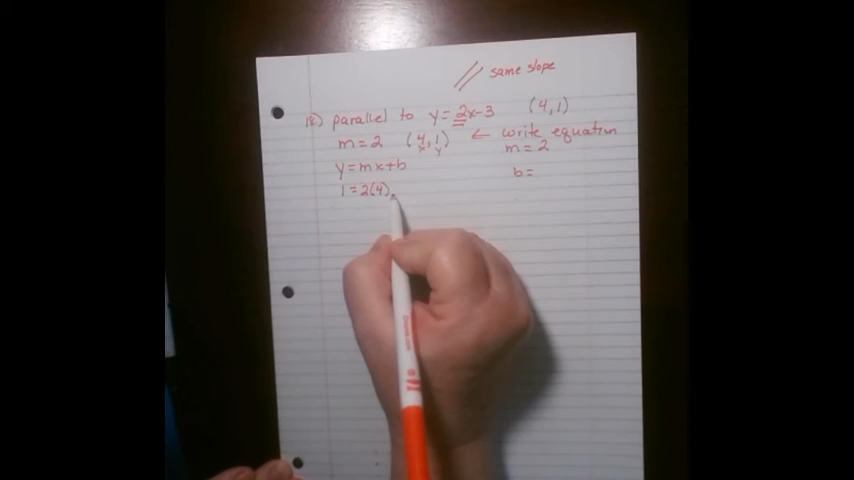 // same slope
18.) parallel to y = 2x - 3 (4,1)
m = 2 (4,1) ← write equation
x y m = 2
y = mx + b
b =
1 = 2(4)